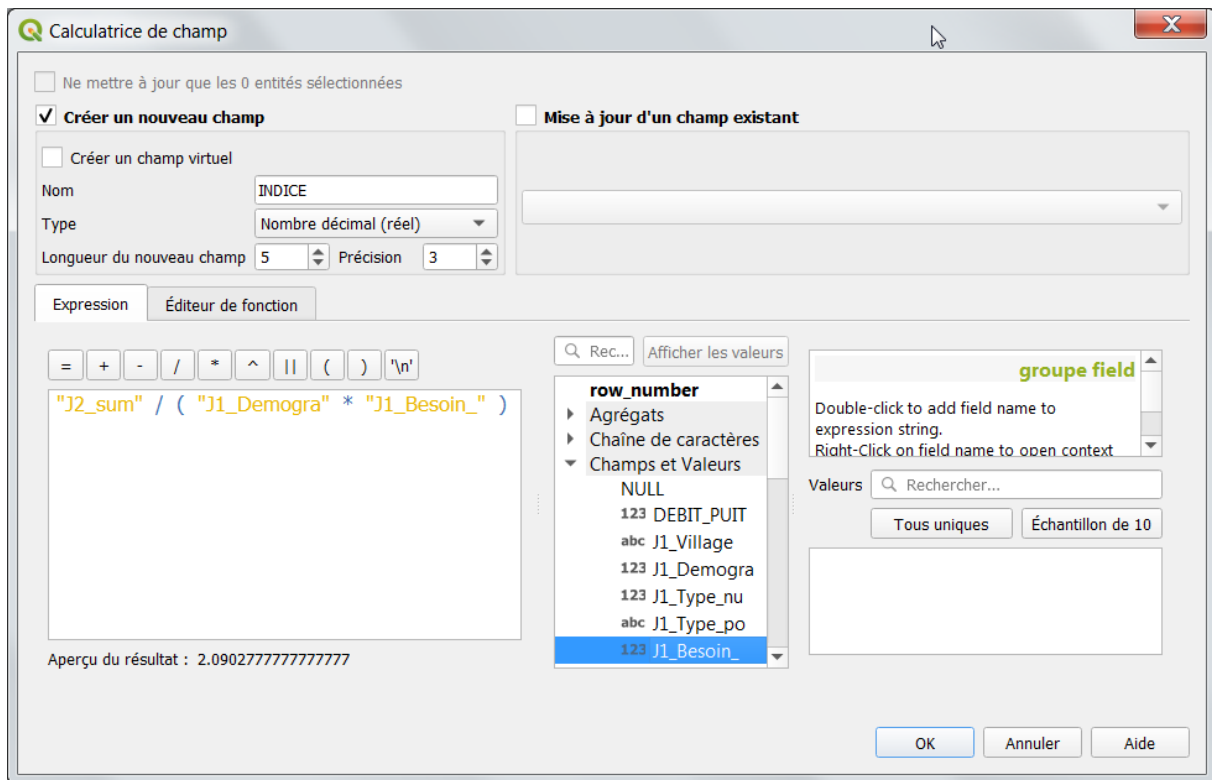 Calculatrice de champ
X
Ne mettre à jour que les 0 entités sélectionnées
Créer un nouveau champ
Mise à jour d'un champ existant
Créer un champ virtuel
Nom INDICE
Type Nombre décimal (réel)
Longueur du nouveau champ 5 Précision 3
Expression Éditeur de fonction
= + - / * ^ || ( ) '\n'
"J2_sum" / ( "J1_Demogra" * "J1_Besoin_" )
Aperçu du résultat : 2.0902777777777777
Rec... Afficher les valeurs
row_number
Agrégats
Chaîne de caractères
Champs et Valeurs
NULL
123 DEBIT_PUIT
abc J1_Village
123 J1_Demogra
123 J1_Type_nu
abc J1_Type_po
123 J1_Besoin_
groupe field
Double-click to add field name to
expression string.
Right-Click on field name to open context
Valeurs Rechercher...
Tous uniques Échantillon de 10
OK Annuler Aide